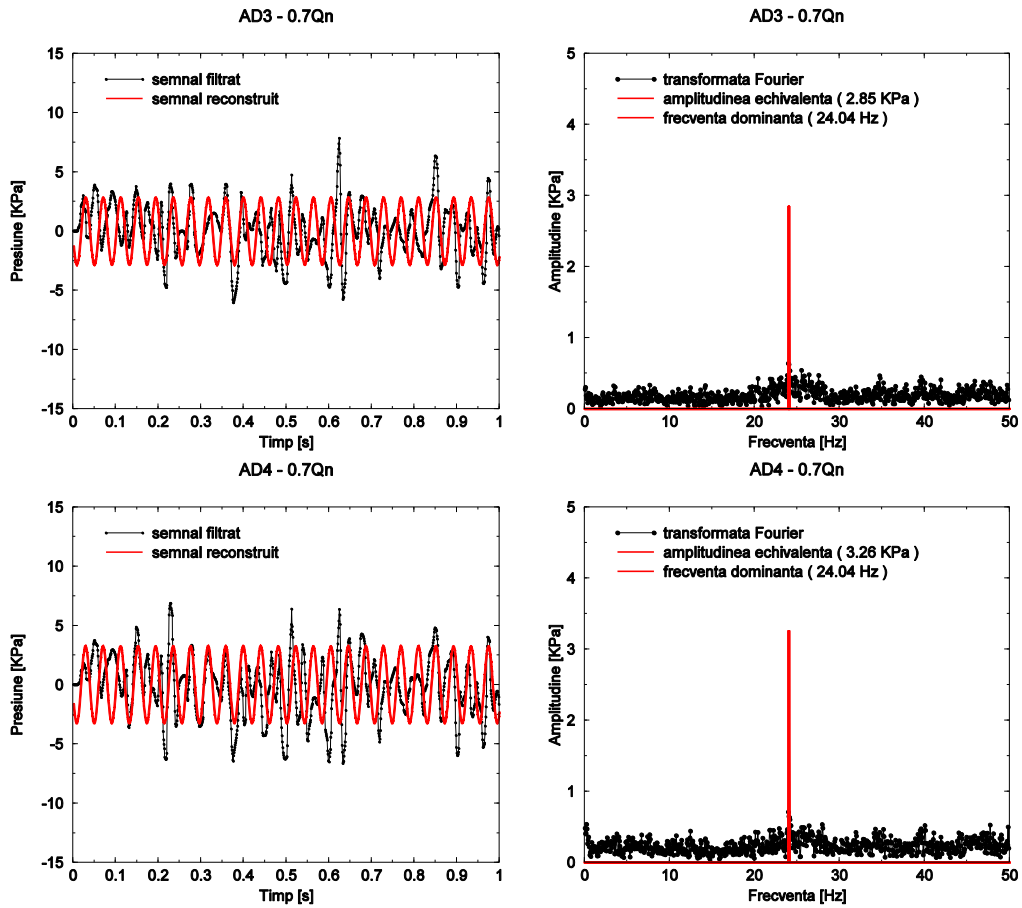 AD3 - 0.7Qn
15
10
5
0
-5
-10
-15
Presiune [KPa]
semnal filtrat
semnal reconstruit
0 0.1 0.2 0.3 0.4 0.5 0.6 0.7 0.8 0.9 1
Timp [s]
AD3 - 0.7Qn
5
4
3
2
1
0
Amplitudine [KPa]
transformata Fourier
amplitudinea echivalenta ( 2.85 KPa )
frecventa dominanta ( 24.04 Hz )
0 10 20 30 40 50
Frecventa [Hz]
AD4 - 0.7Qn
15
10
5
0
-5
-10
-15
Presiune [KPa]
semnal filtrat
semnal reconstruit
0 0.1 0.2 0.3 0.4 0.5 0.6 0.7 0.8 0.9 1
Timp [s]
AD4 - 0.7Qn
5
4
3
2
1
0
Amplitudine [KPa]
transformata Fourier
amplitudinea echivalenta ( 3.26 KPa )
frecventa dominanta ( 24.04 Hz )
0 10 20 30 40 50
Frecventa [Hz]